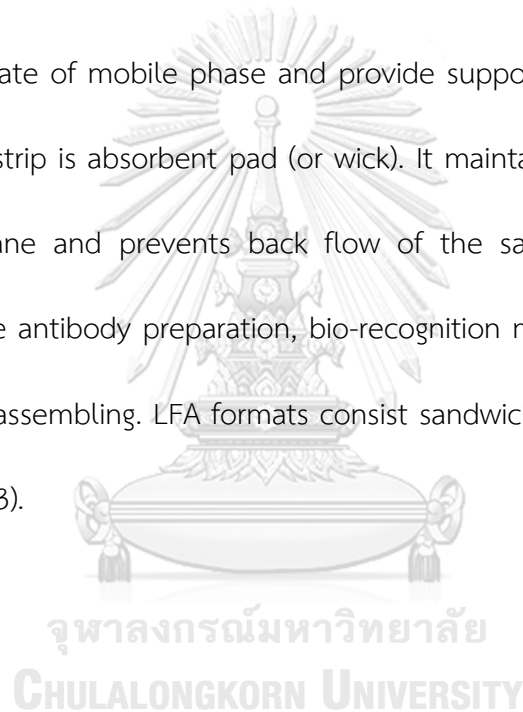 ate of mobile phase and provide suppo
strip is absorbent pad (or wick). It mainta
ane and prevents back flow of the sa
e antibody preparation, bio-recognition
assembling. LFA formats consist sandwic
3).
จุฬาลงกรณ์มหาวิทยาลัย
CHULALONGKORN UNIVERSITY